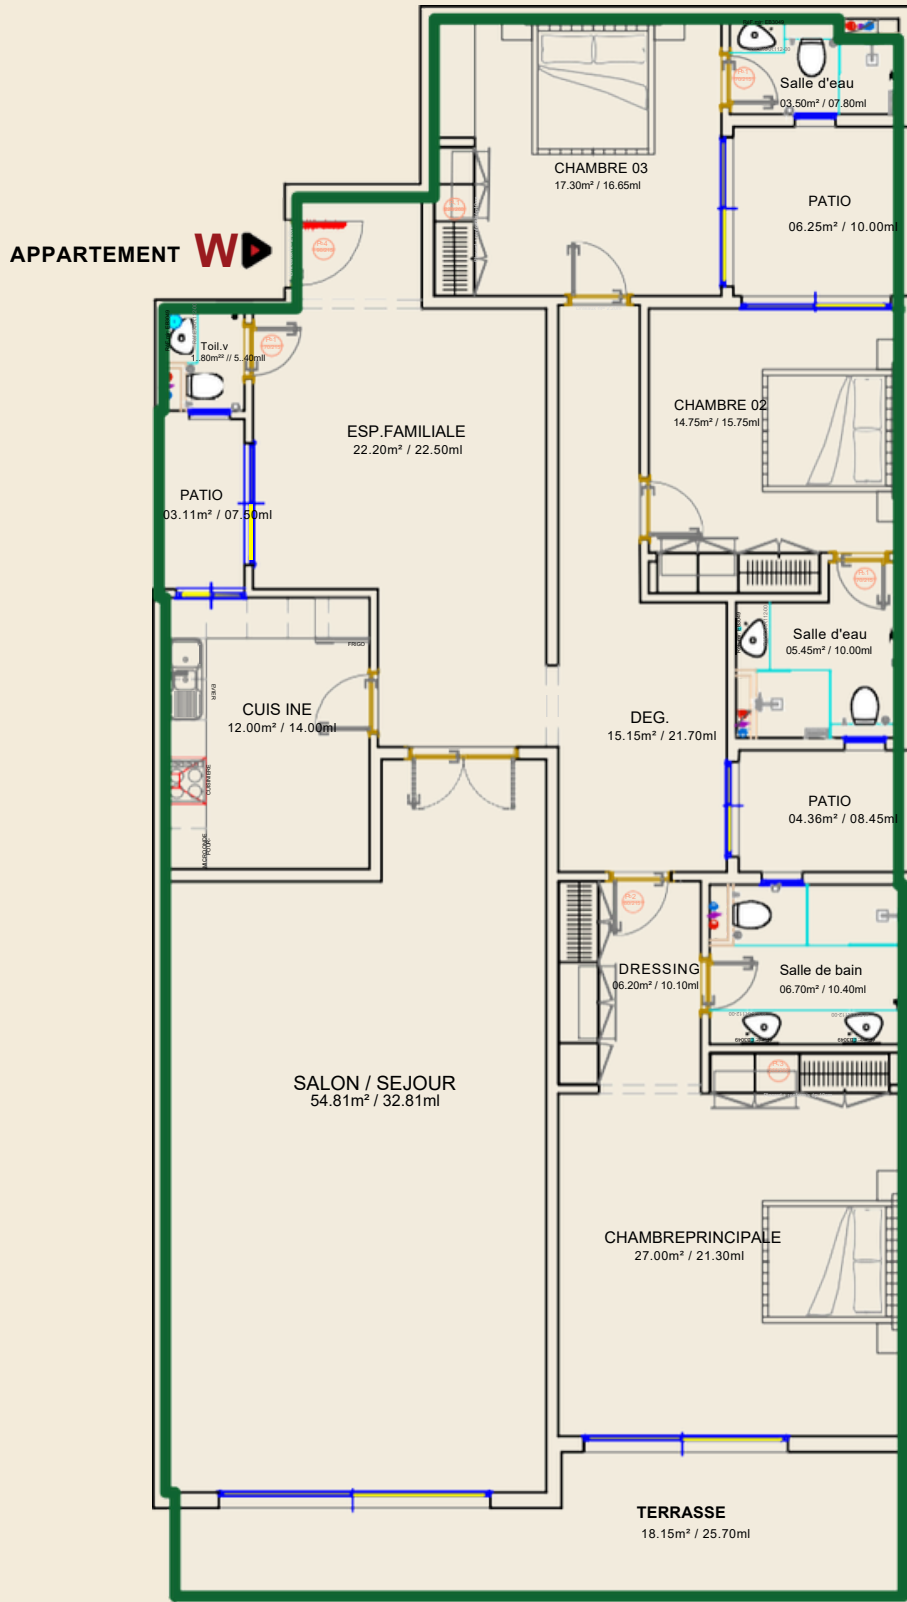 Salle d'eau
03.50m² / 07.80ml
CHAMBRE 03
17.30m² / 16.65ml
PATIO
06.25m² / 10.00ml
APPARTEMENT W
Toil.v
1..80m²² // 5..40mll
CHAMBRE 02
14.75m² / 15.75ml
ESP.FAMILIALE
22.20m² / 22.50ml
PATIO
03.11m² / 07.50ml
Salle d'eau
05.45m² / 10.00ml
FRIGO
EVIER
CUIS INE
12.00m² / 14.00ml
DEG.
15.15m² / 21.70ml
CUISINIERE
PATIO
04.36m² / 08.45ml
DRESSING
06.20m² / 10.10ml
Salle de bain
06.70m² / 10.40ml
SALON / SEJOUR
54.81m² / 32.81ml
CHAMBREPRINCIPALE
27.00m² / 21.30ml
TERRASSE
18.15m² / 25.70ml